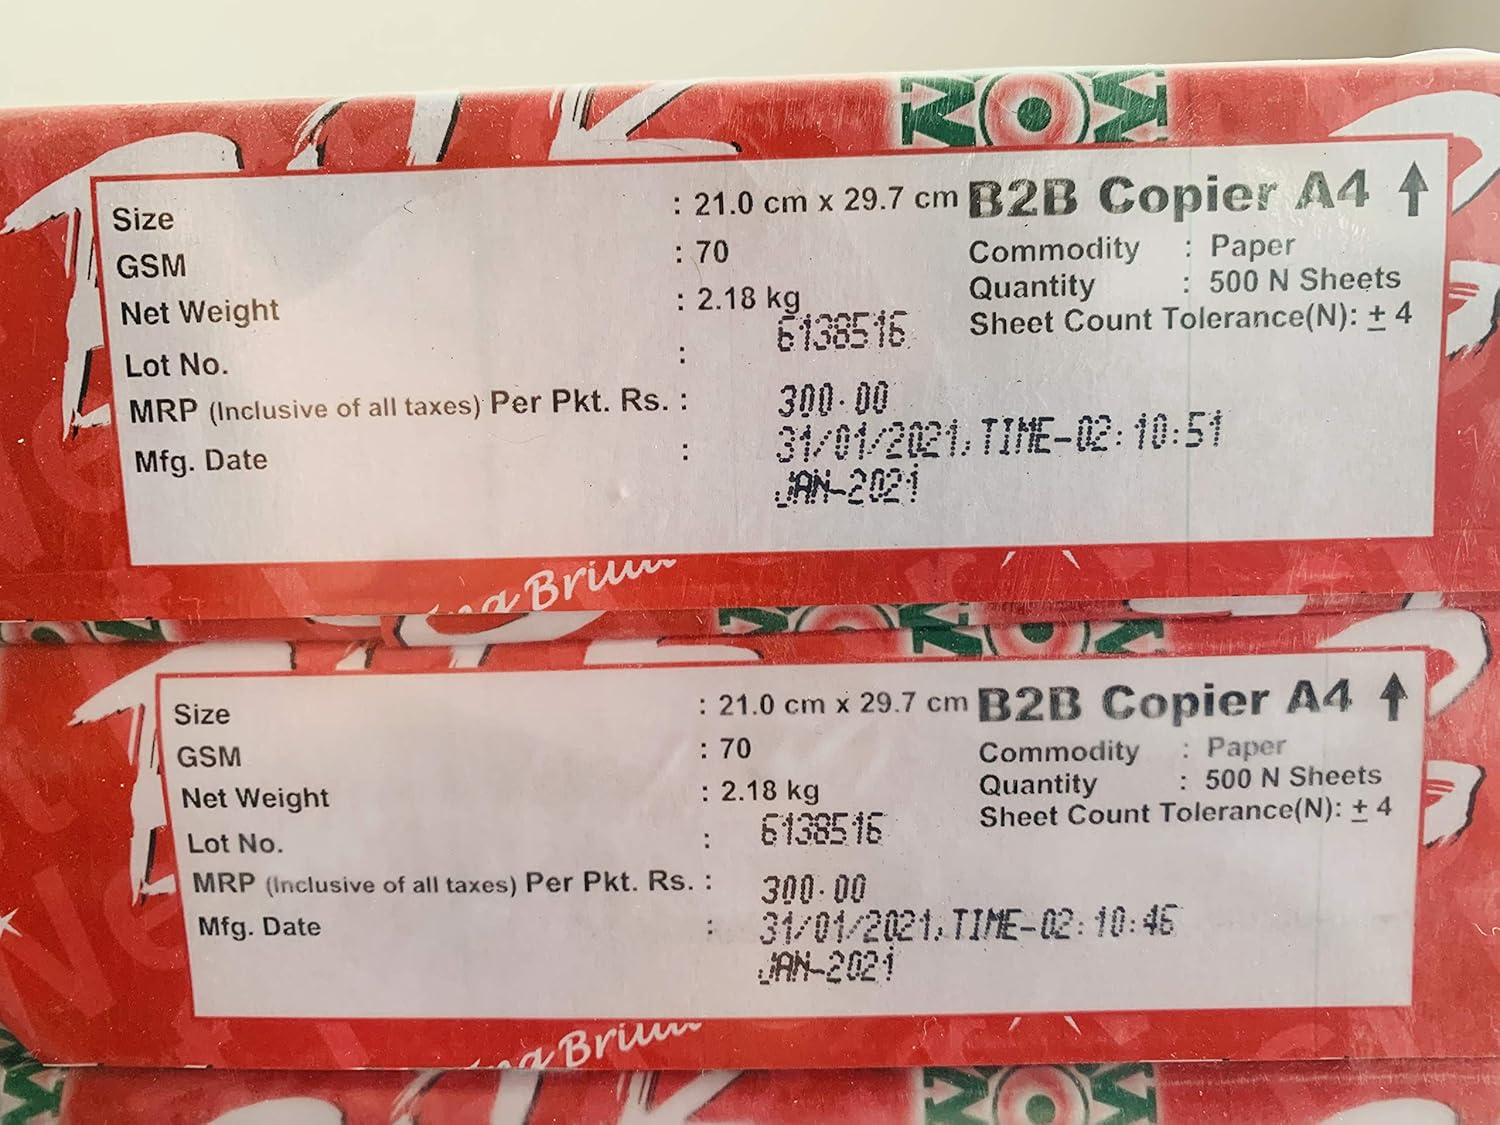 Size : 21.0 cm x 29.7 cm B2B Copier A4
GSM : 70 Commodity : Paper
Net Weight : 2.18 kg Quantity : 500 N Sheets
Sheet Count Tolerance(N): ± 4
Lot No. : 6138516
MRP (Inclusive of all taxes) Per Pkt. Rs. : 300.00
Mfg. Date : 31/01/2021, TIME-02:10:51
JAN-2021
Size : 21.0 cm x 29.7 cm B2B Copier A4
GSM : 70 Commodity : Paper
Net Weight : 2.18 kg Quantity : 500 N Sheets
Sheet Count Tolerance(N): ± 4
Lot No. : 6138516
MRP (Inclusive of all taxes) Per Pkt. Rs. : 300.00
Mfg. Date : 31/01/2021, TIME-02:10:46
JAN-2021